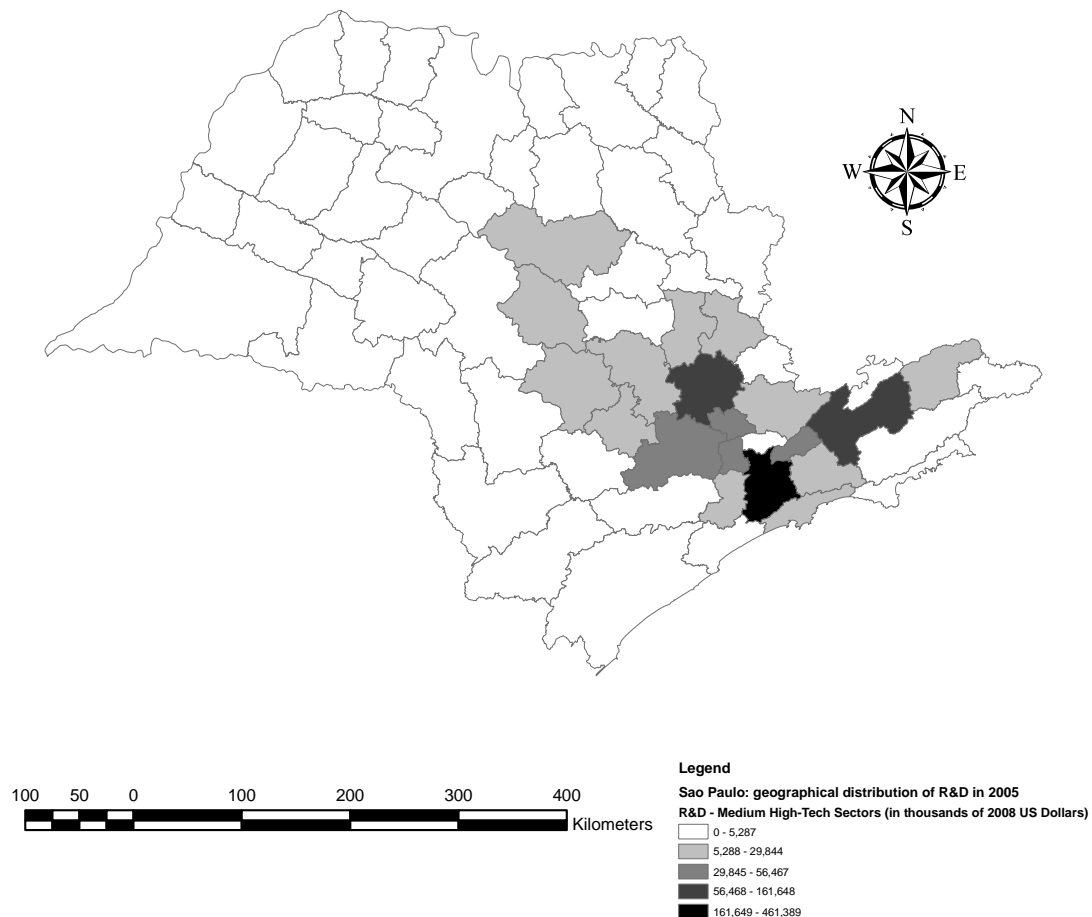 N
W E
S
100 50 0 100 200 300 400
Kilometers
Legend
Sao Paulo: geographical distribution of R&D in 2005
R&D - Medium High-Tech Sectors (in thousands of 2008 US Dollars)
0 - 5,287
5,288 - 29,844
29,845 - 56,467
56,468 - 161,648
161,649 - 461,389